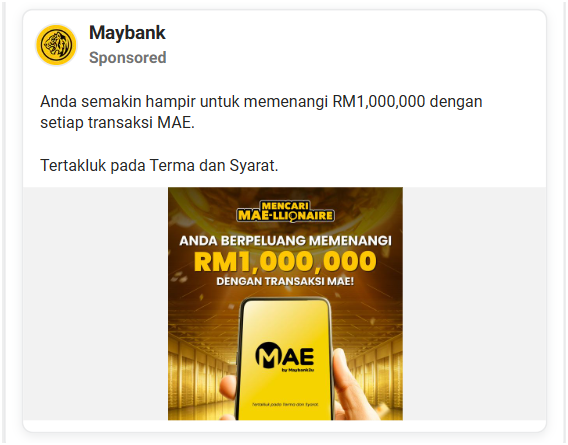 Maybank
Sponsored
Anda semakin hampir untuk memenangi RM1,000,000 dengan
setiap transaksi MAE.
Tertakluk pada Terma dan Syarat.
MENCARI
MAE-LLIONAIRE
ANDA BERPELUANG MEMENANGI
RM1,000,000
DENGAN TRANSAKSI MAE!
MAE
by Maybank2u
Tertakluk pada Terma dan Syarat